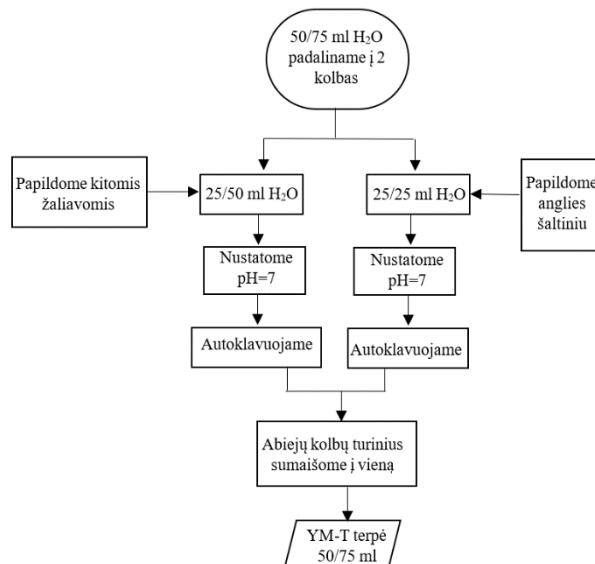 50/75 ml H₂O
padaliname į 2
kolbas
Papildome kitomis
žaliavomis
25/50 ml H₂O
25/25 ml H₂O
Papildome
anglies
šaltiniu
Nustatome
pH=7
Nustatome
pH=7
Autoklavuojame
Autoklavuojame
Abiejų kolbų turinius
sumaišome į vieną
YM-T terpė
50/75 ml